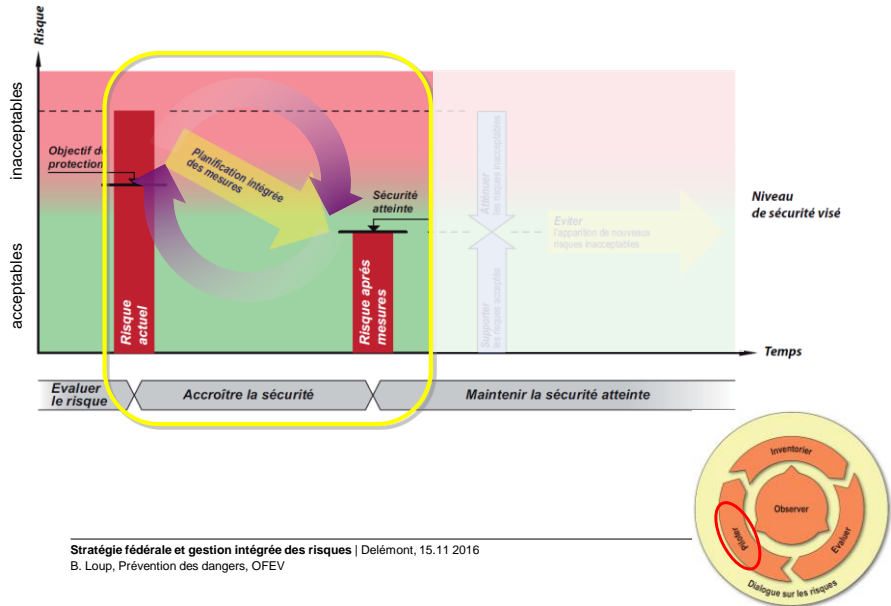 Risque
inacceptables
acceptables
Objectif de
protection
Planification intégrée
des mesures
Sécurité
atteinte
Risque
actuel
Risque aprés
mesures
Atténuer
les risques inacceptables
Supporter
les risques acceptés
Eviter
l'apparition de nouveaux
risques inacceptables
Niveau
de sécurité visé
Temps
Evaluer
le risque
Accroître la sécurité
Maintenir la sécurité atteinte
Inventorier
Observer
Piloter
Evaluer
Dialogue sur les risques
Stratégie fédérale et gestion intégrée des risques | Delémont, 15.11 2016
B. Loup, Prévention des dangers, OFEV